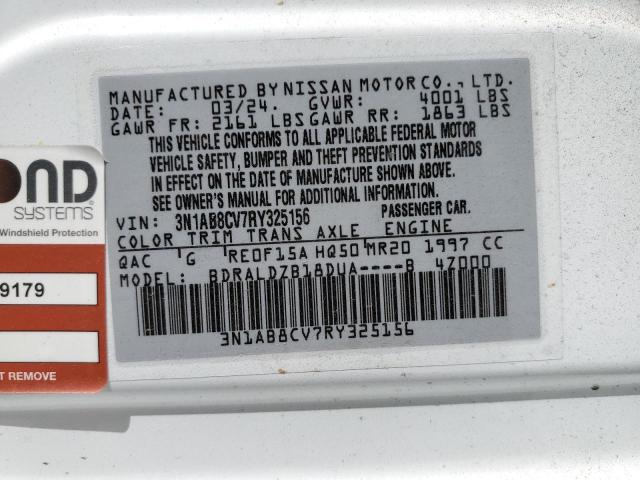 MANUFACTURED BY NISSAN MOTOR CO., LTD.
DATE: 03/24. GVWR: 4001 LBS
GAWR FR: 2161 LBS GAWR RR: 1863 LBS
THIS VEHICLE CONFORMS TO ALL APPLICABLE FEDERAL MOTOR
VEHICLE SAFETY, BUMPER AND THEFT PREVENTION STANDARDS
IN EFFECT ON THE DATE OF MANUFACTURE SHOWN ABOVE.
SEE OWNER'S MANUAL FOR ADDITIONAL INFORMATION.
VIN: 3N1AB8CV7RY325156 PASSENGER CAR.
COLOR TRIM TRANS AXLE ENGINE
QAC G RE0F15A HQ50 MR20 1997 CC
MODEL: BDRALDZB18DUA----B 4Z000
3N1AB8CV7RY325156
OND
SYSTEMS®
Windshield Protection
9179
T REMOVE